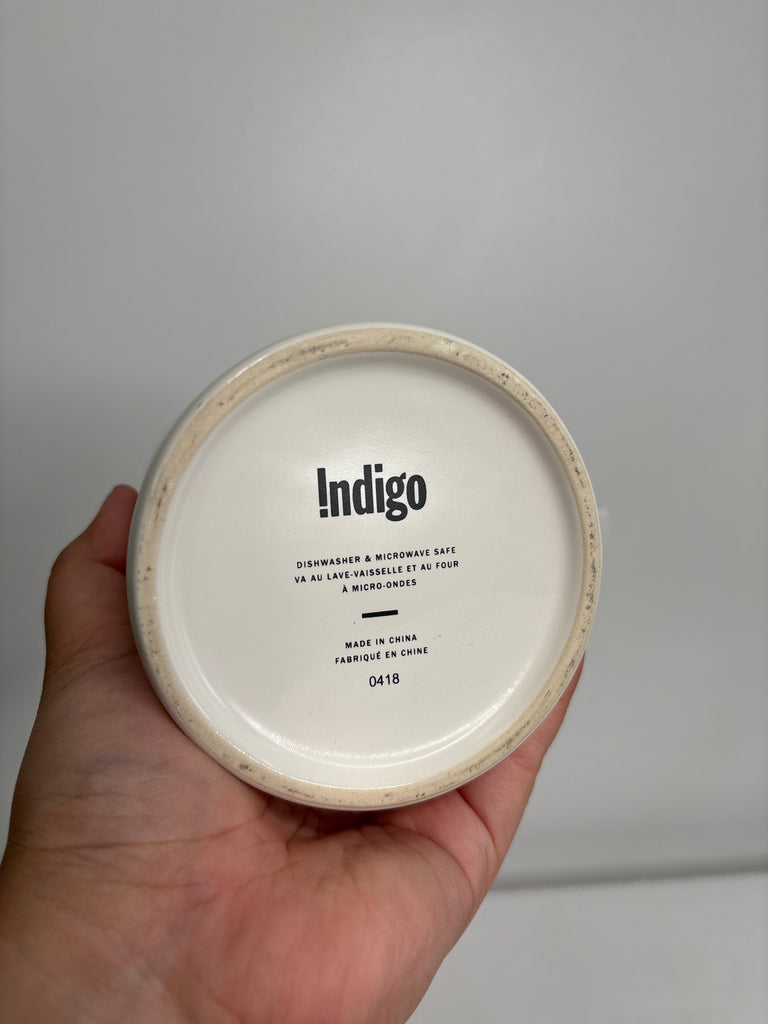 !ndigo
DISHWASHER & MICROWAVE SAFE
VA AU LAVE-VAISSELLE ET AU FOUR
À MICRO-ONDES
MADE IN CHINA
FABRIQUÉ EN CHINE
0418